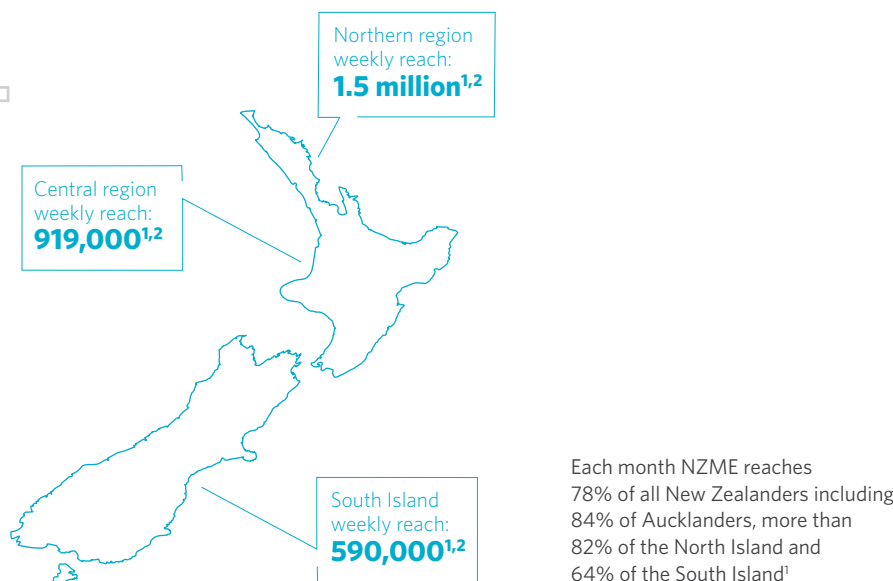 Northern region
weekly reach:
1.5 million1,2
Central region
weekly reach:
919,0001,2
South Island
weekly reach:
590,0001,2
Each month NZME reaches
78% of all New Zealanders including
84% of Aucklanders, more than
82% of the North Island and
64% of the South Island1